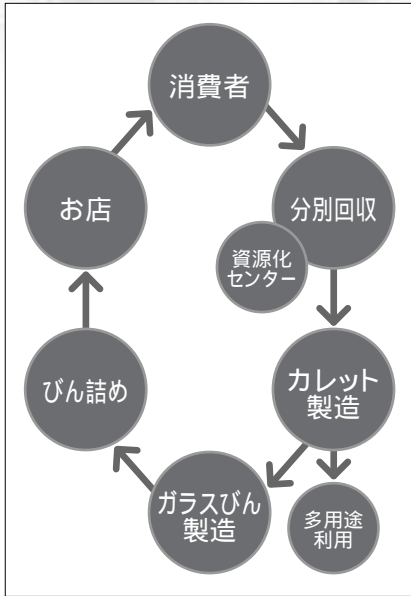 消費者
分別回収
資源化
センター
カレット
製造
多用途
利用
ガラスびん
製造
びん詰め
お店